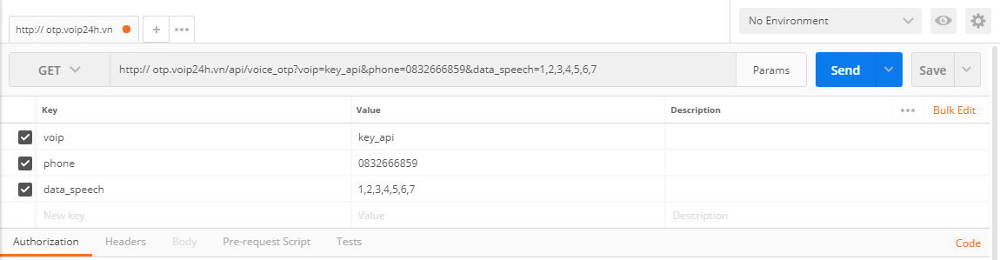 http:// otp.voip24h.vn + ••• No Environment
GET http:// otp.voip24h.vn/api/voice_otp?voip=key_api&phone=0832666859&data_speech=1,2,3,4,5,6,7 Params Send Save
Key Value Description ••• Bulk Edit
voip key_api
phone 0832666859
data_speech 1,2,3,4,5,6,7
New key Value Description
Authorization Headers Body Pre-request Script Tests Code